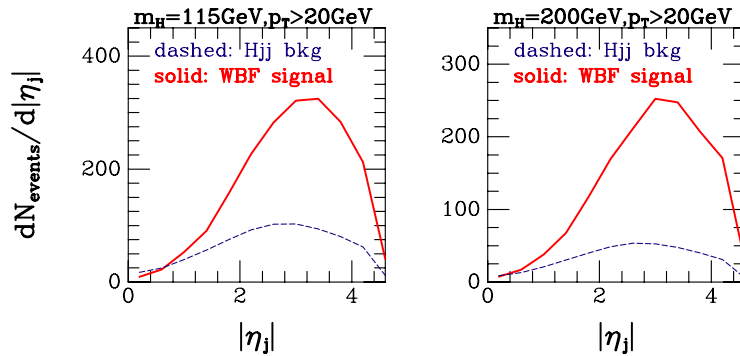 m_H=115GeV,p_T>20GeV
dashed: Hjj bkg
solid: WBF signal
400
200
0
0 2 4
|η_j|
dN_events/d|η_j|
m_H=200GeV,p_T>20GeV
dashed: Hjj bkg
solid: WBF signal
300
200
100
0
0 2 4
|η_j|